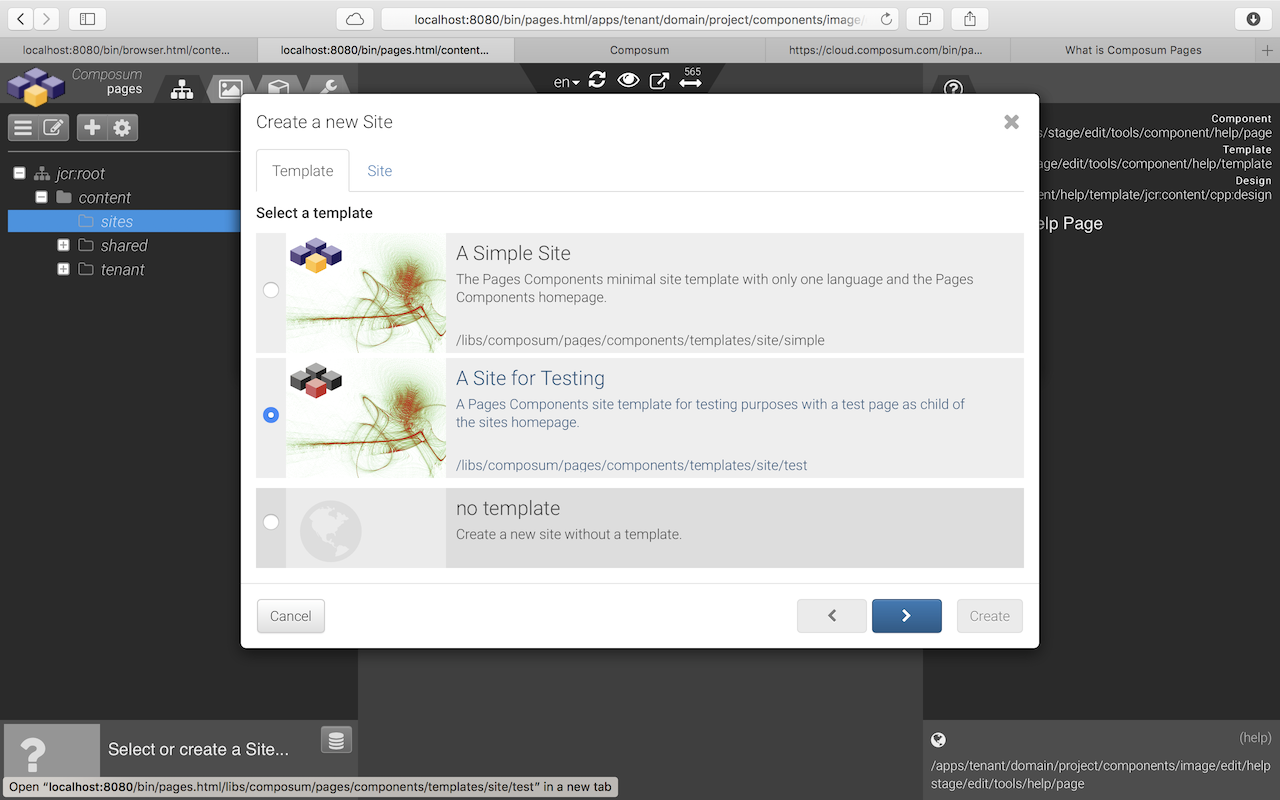 localhost:8080/bin/pages.html/apps/tenant/domain/project/components/image/
localhost:8080/bin/browser.html/conte...
localhost:8080/bin/pages.html/content...
Composum
https://cloud.composum.com/bin/pa...
What is Composum Pages
Composum
pages
en
565
Create a new Site
Component
s/stage/edit/tools/component/help/page
Template
age/edit/tools/component/help/template
Design
ent/help/template/jcr:content/cpp:design
elp Page
jcr:root
content
sites
shared
tenant
Template
Site
Select a template
A Simple Site
The Pages Components minimal site template with only one language and the Pages
Components homepage.
/libs/composum/pages/components/templates/site/simple
A Site for Testing
A Pages Components site template for testing purposes with a test page as child of
the sites homepage.
/libs/composum/pages/components/templates/site/test
no template
Create a new site without a template.
Cancel
Create
Select or create a Site...
(help)
/apps/tenant/domain/project/components/image/edit/help
stage/edit/tools/help/page
Open “localhost:8080/bin/pages.html/libs/composum/pages/components/templates/site/test” in a new tab